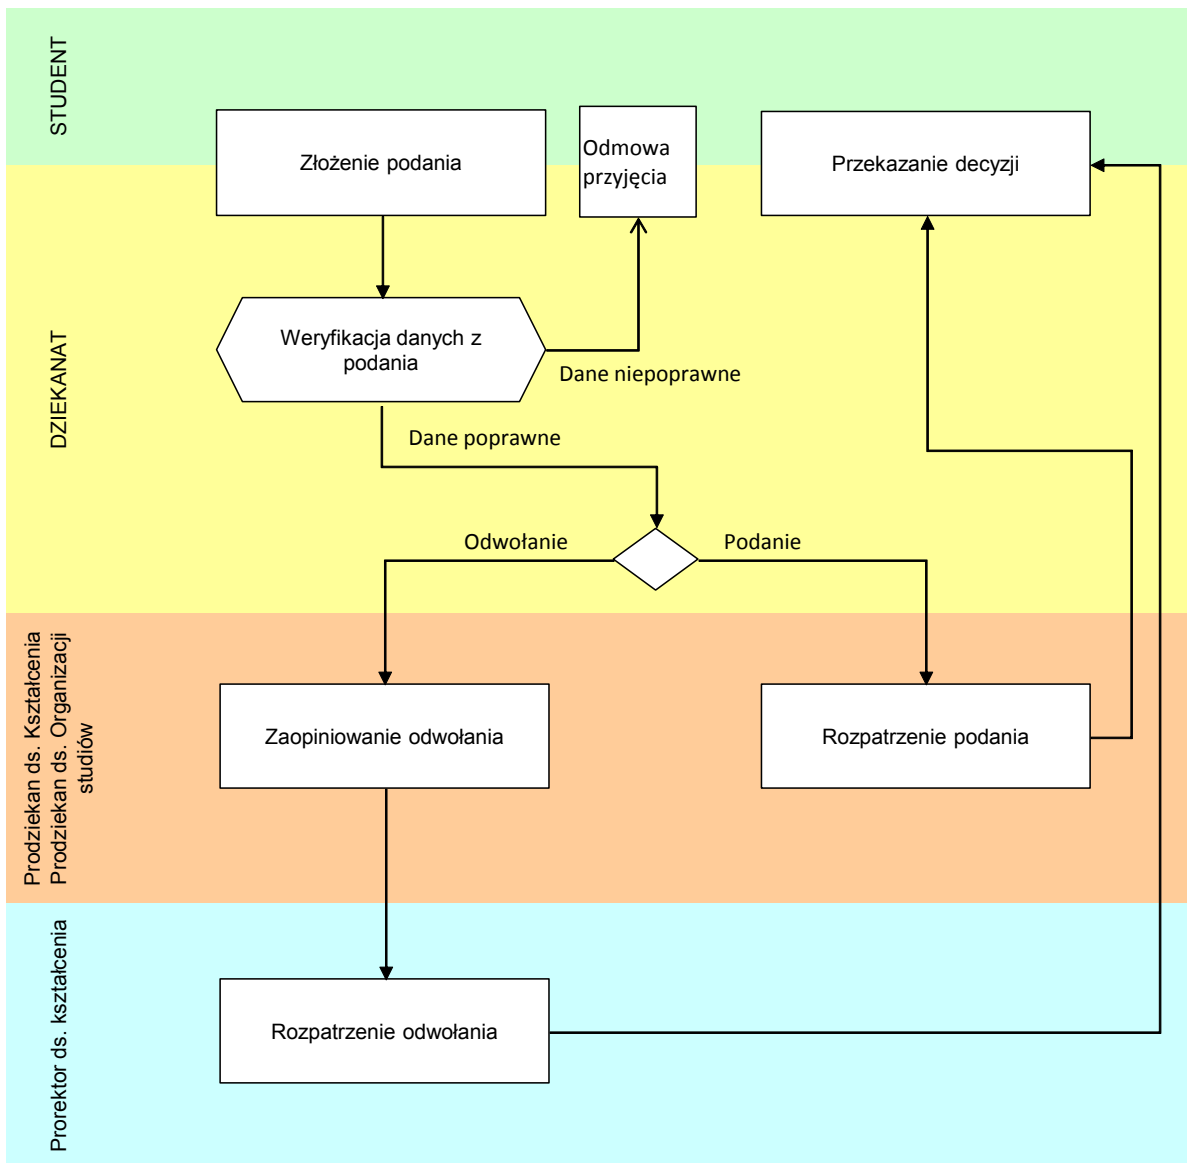 STUDENT
Złożenie podania
Odmowa
przyjęcia
Przekazanie decyzji
DZIEKANAT
Weryfikacja danych z
podania
Dane niepoprawne
Dane poprawne
Odwołanie
Podanie
Prodziekan ds. Kształcenia
Prodziekan ds. Organizacji
studiów
Zaopiniowanie odwołania
Rozpatrzenie podania
Prorektor ds. kształcenia
Rozpatrzenie odwołania